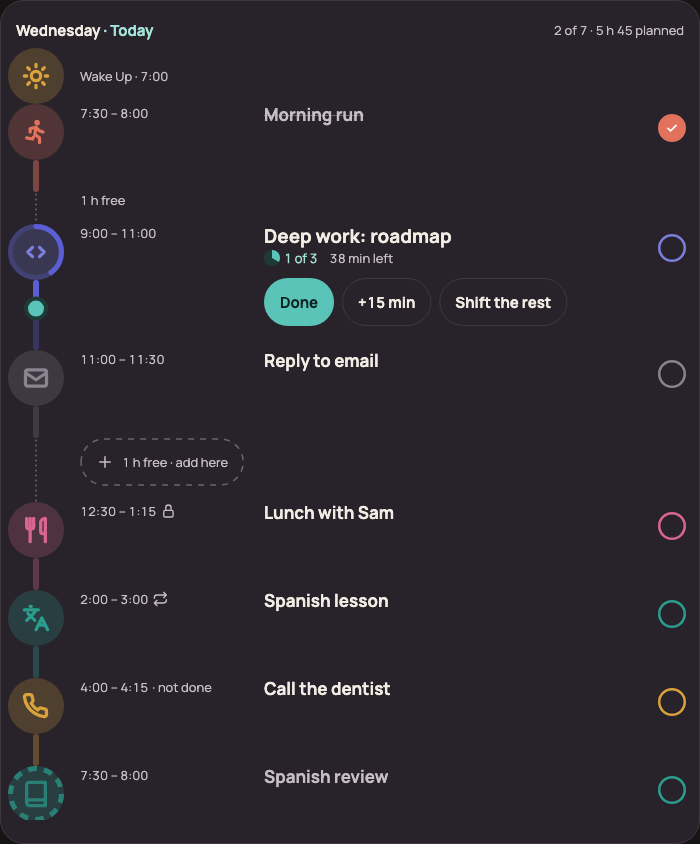 Wednesday · Today
2 of 7 · 5 h 45 planned
Wake Up · 7:00
7:30 – 8:00
Morning run
1 h free
9:00 – 11:00
Deep work: roadmap
1 of 3 38 min left
Done
+15 min
Shift the rest
11:00 – 11:30
Reply to email
1 h free · add here
12:30 – 1:15
Lunch with Sam
2:00 – 3:00
Spanish lesson
4:00 – 4:15 · not done
Call the dentist
7:30 – 8:00
Spanish review